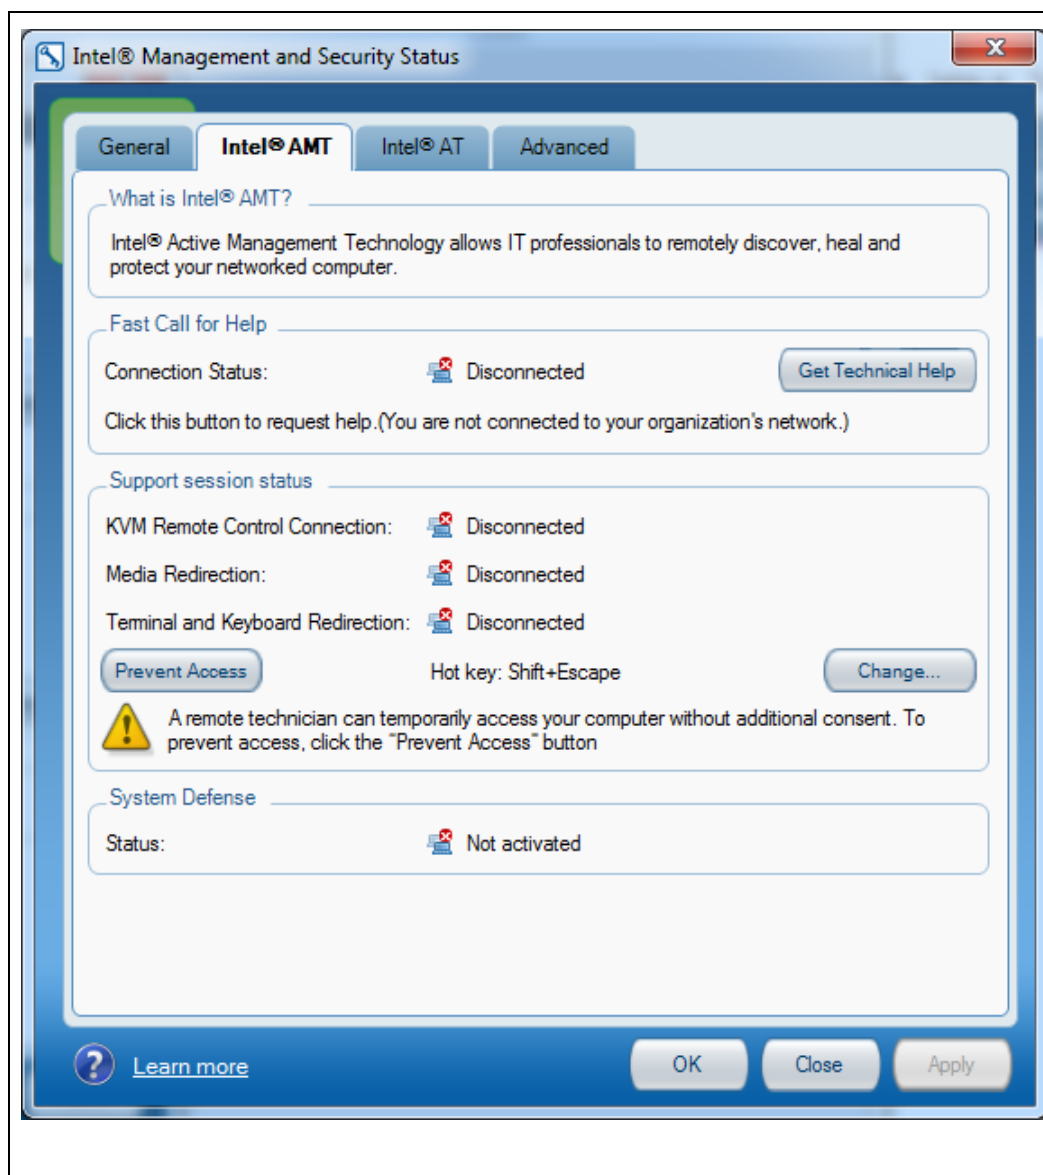 Intel® Management and Security Status
General Intel® AMT Intel® AT Advanced
What is Intel® AMT?
Intel® Active Management Technology allows IT professionals to remotely discover, heal and
protect your networked computer.
Fast Call for Help
Connection Status: Disconnected Get Technical Help
Click this button to request help.(You are not connected to your organization's network.)
Support session status
KVM Remote Control Connection: Disconnected
Media Redirection: Disconnected
Terminal and Keyboard Redirection: Disconnected
Prevent Access Hot key: Shift+Escape Change...
A remote technician can temporarily access your computer without additional consent. To
prevent access, click the "Prevent Access" button
System Defense
Status: Not activated
Learn more OK Close Apply